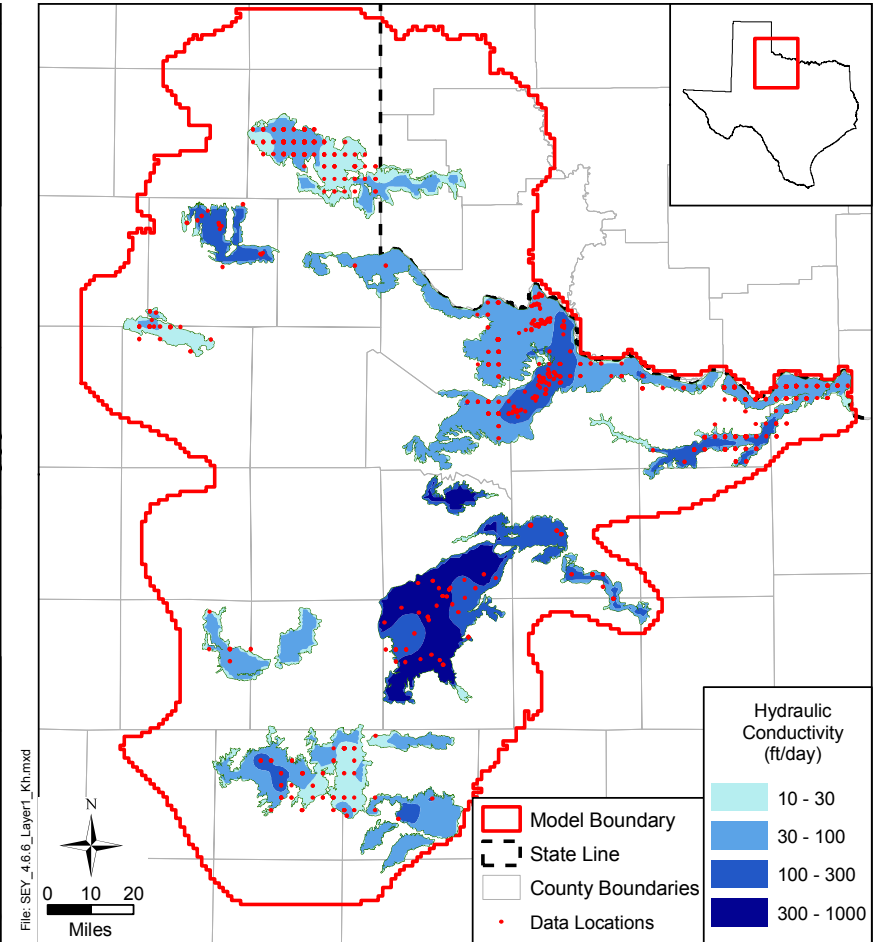 Hydraulic
Conductivity
(ft/day)
10 - 30
30 - 100
100 - 300
300 - 1000
Model Boundary
State Line
County Boundaries
Data Locations
N
0 10 20
Miles
File: SEY_4.6.6_Layer1_Kh.mxd